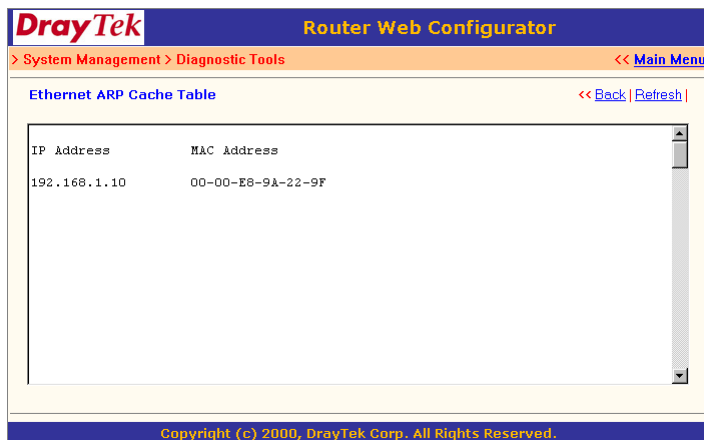 DrayTek Router Web Configurator
> System Management > Diagnostic Tools << Main Menu
Ethernet ARP Cache Table << Back | Refresh |
IP Address MAC Address
192.168.1.10 00-00-E8-9A-22-9F
Copyright (c) 2000, DrayTek Corp. All Rights Reserved.